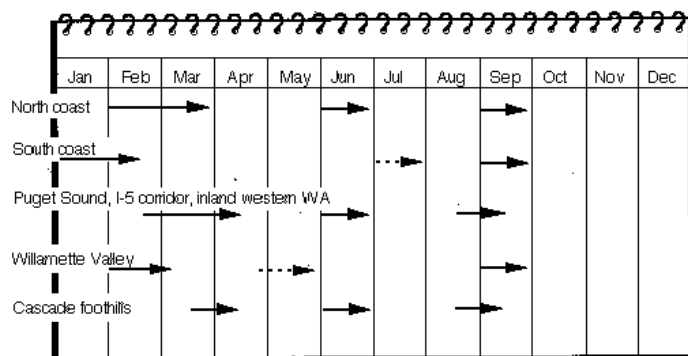 Jan Feb Mar Apr May Jun Jul Aug Sep Oct Nov Dec
North coast
South coast
Puget Sound, I-5 corridor, inland western WA
Willamette Valley
Cascade foothills